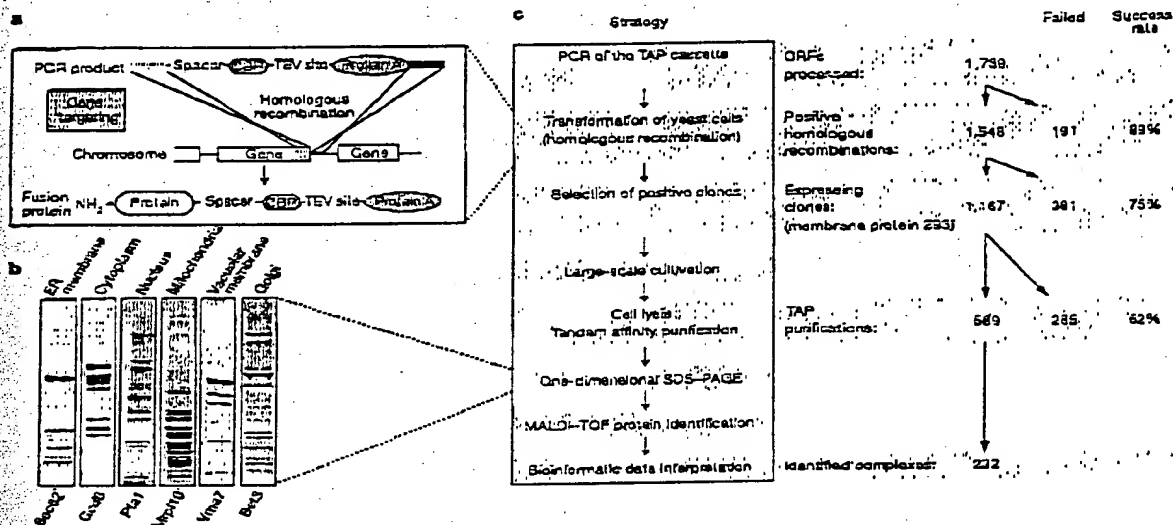 a
PCR product Spacer CBP TEV site Protein A
Gene targeting
Homologous recombination
Chromosome Gene Gene
Fusion protein NH2 Protein Spacer CBP TEV site Protein A
b
ER membrane
Cytoplasm
Nucleus
Mitochondria
Vacuolar membrane
Golgi
Pta1
Vma7
Bet3
c
Strategy
Failed Success rate
PCR of the TAP cassette
ORFs processed: 1,739
Transformation of yeast cells
(homologous recombination)
Positive homologous recombinations: 1,548 191 89%
Selection of positive clones
Expressing clones: 1,167 381 75%
(membrane protein 293)
Large-scale cultivation
Cell lysis
Tandem affinity purification
TAP purifications: 589 285 62%
One-dimensional SDS–PAGE
MALDI–TOF protein identification
Bioinformatic data interpretation
Identified complexes: 232